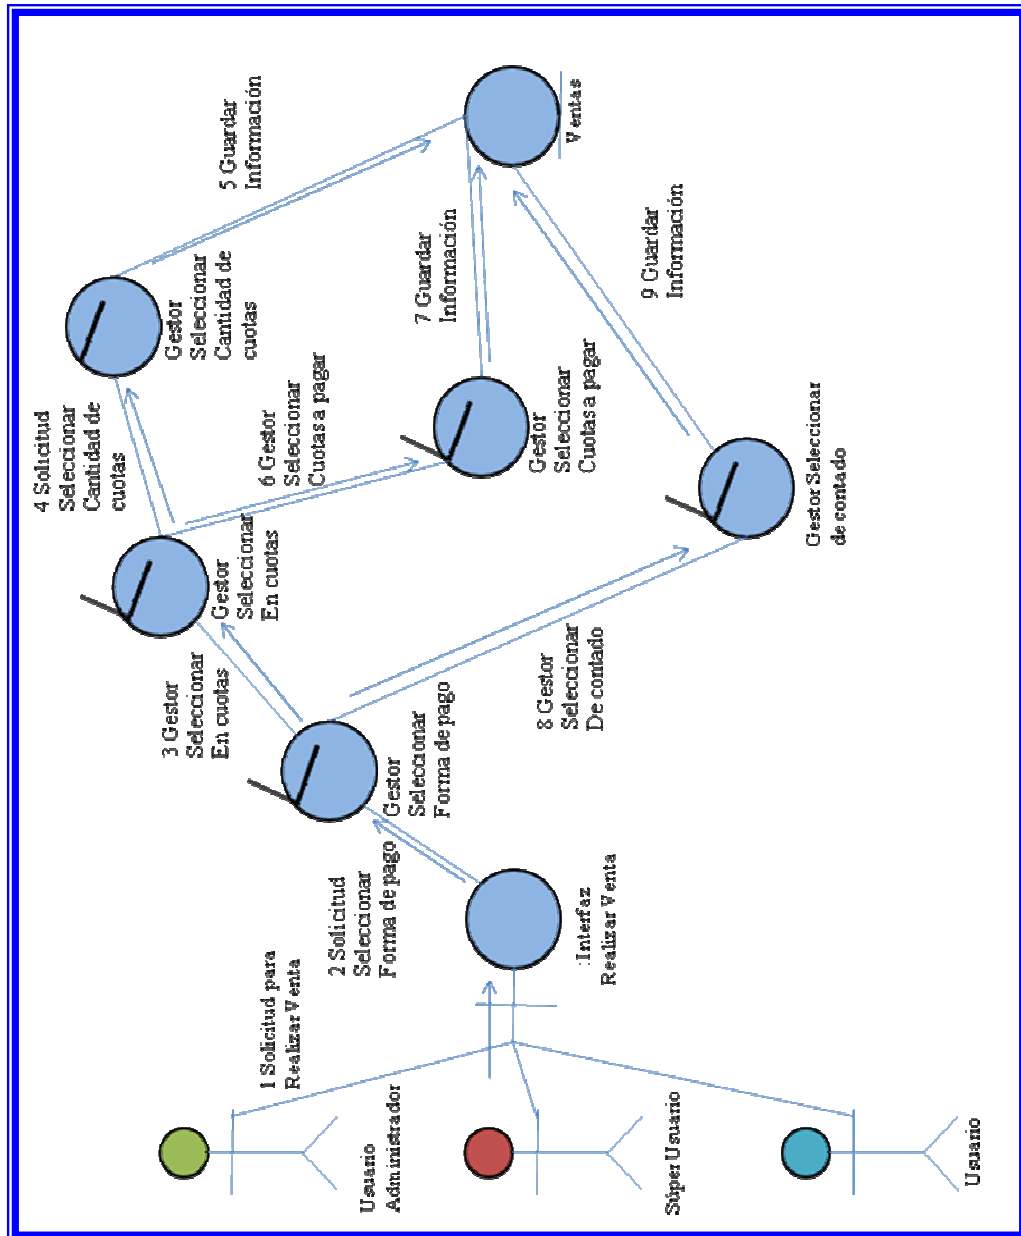 1 Solicitud para
Realizar Venta
Usuario
Administrador
Súper Usuario
Usuario
:Interfaz
Realizar Venta
2 Solicitud
Seleccionar
Forma de pago
Gestor
Seleccionar
Forma de pago
3 Gestor
Seleccionar
En cuotas
Gestor
Seleccionar
En cuotas
4 Solicitud
Seleccionar
Cantidad de
cuotas
Gestor
Seleccionar
Cantidad de
cuotas
5 Guardar
Información
6 Gestor
Seleccionar
Cuotas a pagar
Gestor
Seleccionar
Cuotas a pagar
7 Guardar
Información
8 Gestor
Seleccionar
De contado
Gestor Seleccionar
de contado
9 Guardar
Información
Ventas